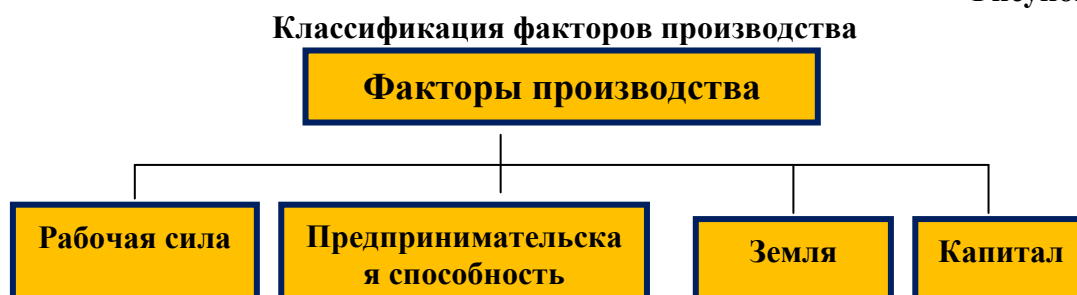 Классификация факторов производства
Факторы производства
Рабочая сила
Предпринимательска
я способность
Земля
Капитал